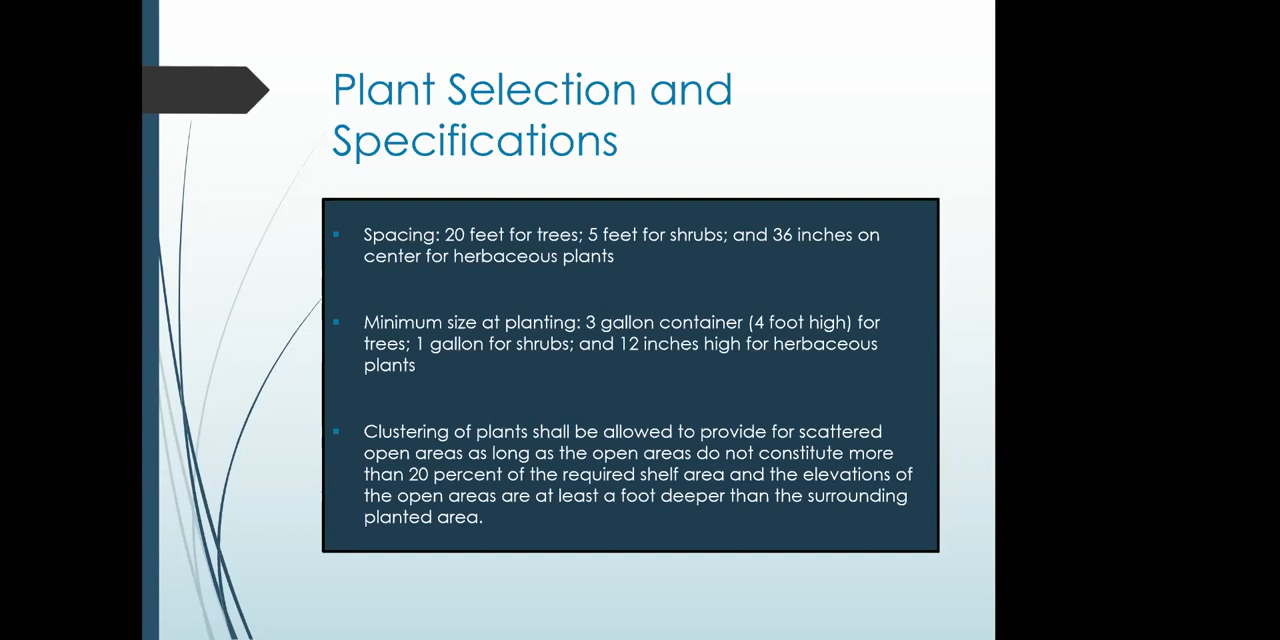 Plant Selection and
Specifications
Spacing: 20 feet for trees; 5 feet for shrubs; and 36 inches on
center for herbaceous plants
Minimum size at planting: 3 gallon container (4 foot high) for
trees; 1 gallon for shrubs; and 12 inches high for herbaceous
plants
Clustering of plants shall be allowed to provide for scattered
open areas as long as the open areas do not constitute more
than 20 percent of the required shelf area and the elevations of
the open areas are at least a foot deeper than the surrounding
planted area.